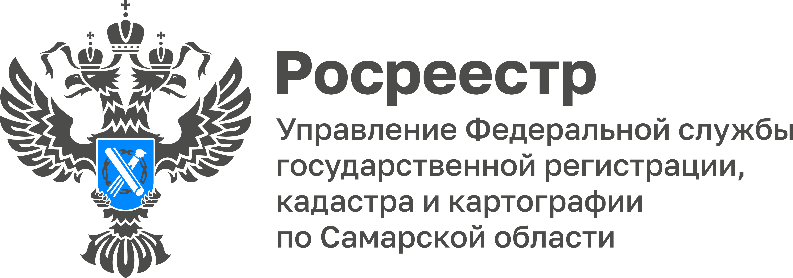 Росреестр
Управление Федеральной службы
государственной регистрации,
кадастра и картографии
по Самарской области